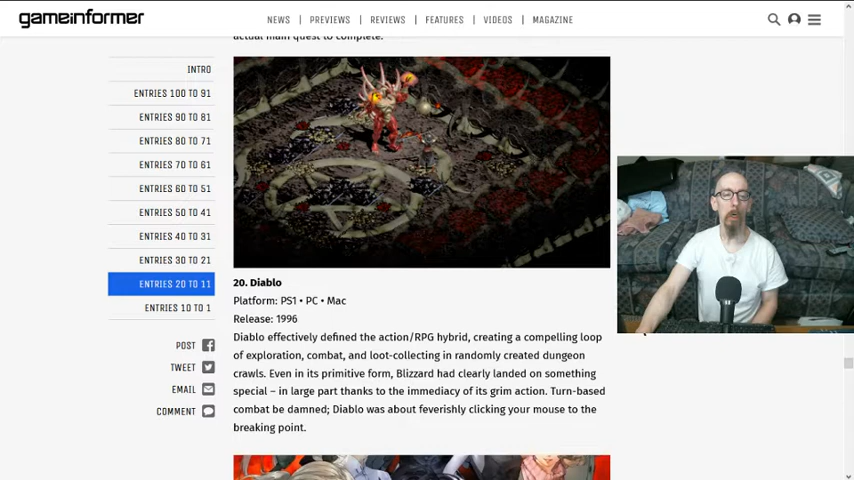 gameinformer
NEWS | PREVIEWS | REVIEWS | FEATURES | VIDEOS | MAGAZINE
actual main quest to complete.
INTRO
ENTRIES 100 TO 91
ENTRIES 90 TO 81
ENTRIES 80 TO 71
ENTRIES 70 TO 61
ENTRIES 60 TO 51
ENTRIES 50 TO 41
ENTRIES 40 TO 31
ENTRIES 30 TO 21
ENTRIES 20 TO 11
ENTRIES 10 TO 1
POST
TWEET
EMAIL
COMMENT
20. Diablo
Platform: PS1 • PC • Mac
Release: 1996
Diablo effectively defined the action/RPG hybrid, creating a compelling loop
of exploration, combat, and loot-collecting in randomly created dungeon
crawls. Even in its primitive form, Blizzard had clearly landed on something
special – in large part thanks to the immediacy of its grim action. Turn-based
combat be damned; Diablo was about feverishly clicking your mouse to the
breaking point.